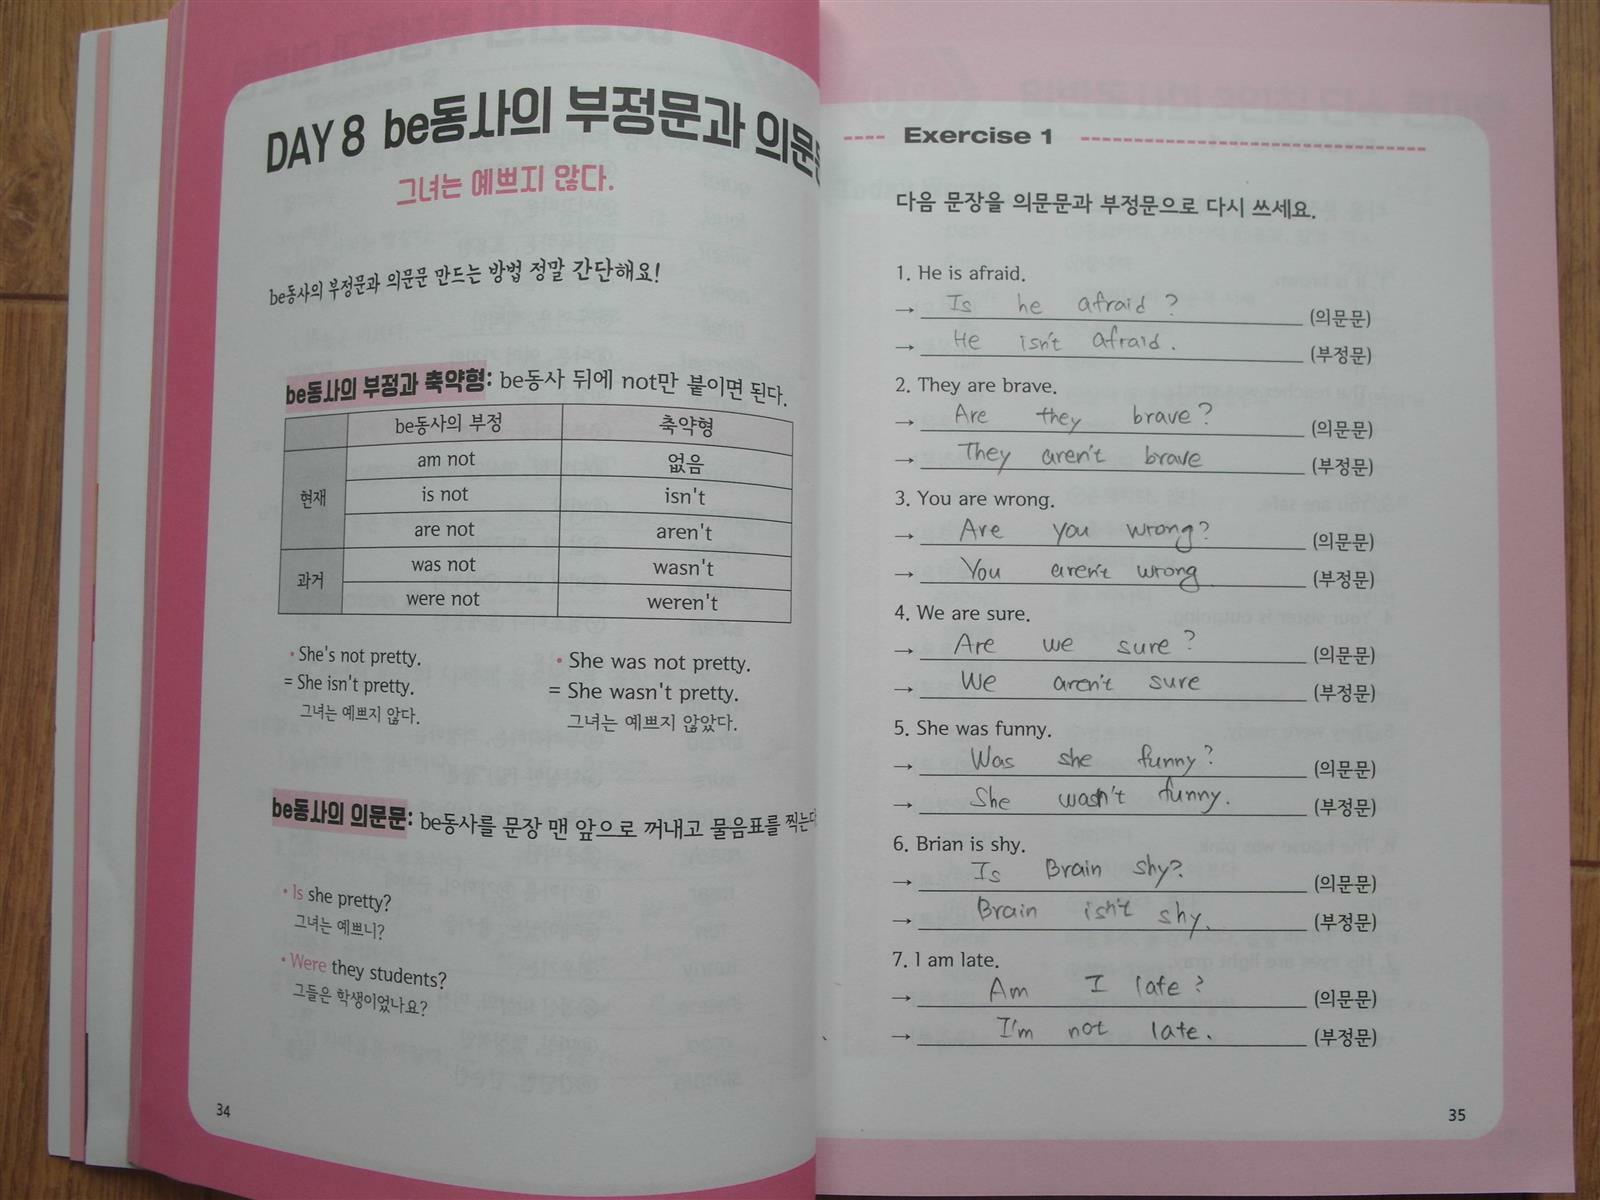 DAY 8 be동사의 부정문과 의문문
그녀는 예쁘지 않다.
be동사의 부정문과 의문문 만드는 방법 정말 간단해요!
be동사의 부정과 축약형: be동사 뒤에 not만 붙이면 된다.
be동사의 부정 축약형
현재
am not 없음
is not isn't
are not aren't
과거
was not wasn't
were not weren't
• She's not pretty.
= She isn't pretty.
그녀는 예쁘지 않다.
• She was not pretty.
= She wasn't pretty.
그녀는 예쁘지 않았다.
be동사의 의문문: be동사를 문장 맨 앞으로 꺼내고 물음표를 찍는다
• Is she pretty?
그녀는 예쁘니?
• Were they students?
그들은 학생이었나요?
34
Exercise 1
다음 문장을 의문문과 부정문으로 다시 쓰세요.
1. He is afraid.
→ Is he afraid? (의문문)
→ He isn't afraid. (부정문)
2. They are brave.
→ Are they brave? (의문문)
→ They aren't brave (부정문)
3. You are wrong.
→ Are you wrong? (의문문)
→ You aren't wrong. (부정문)
4. We are sure.
→ Are we sure? (의문문)
→ We aren't sure (부정문)
5. She was funny.
→ Was she funny? (의문문)
→ She wasn't funny. (부정문)
6. Brian is shy.
→ Is Brain shy? (의문문)
→ Brain isn't shy. (부정문)
7. I am late.
→ Am I late? (의문문)
→ I'm not late. (부정문)
35